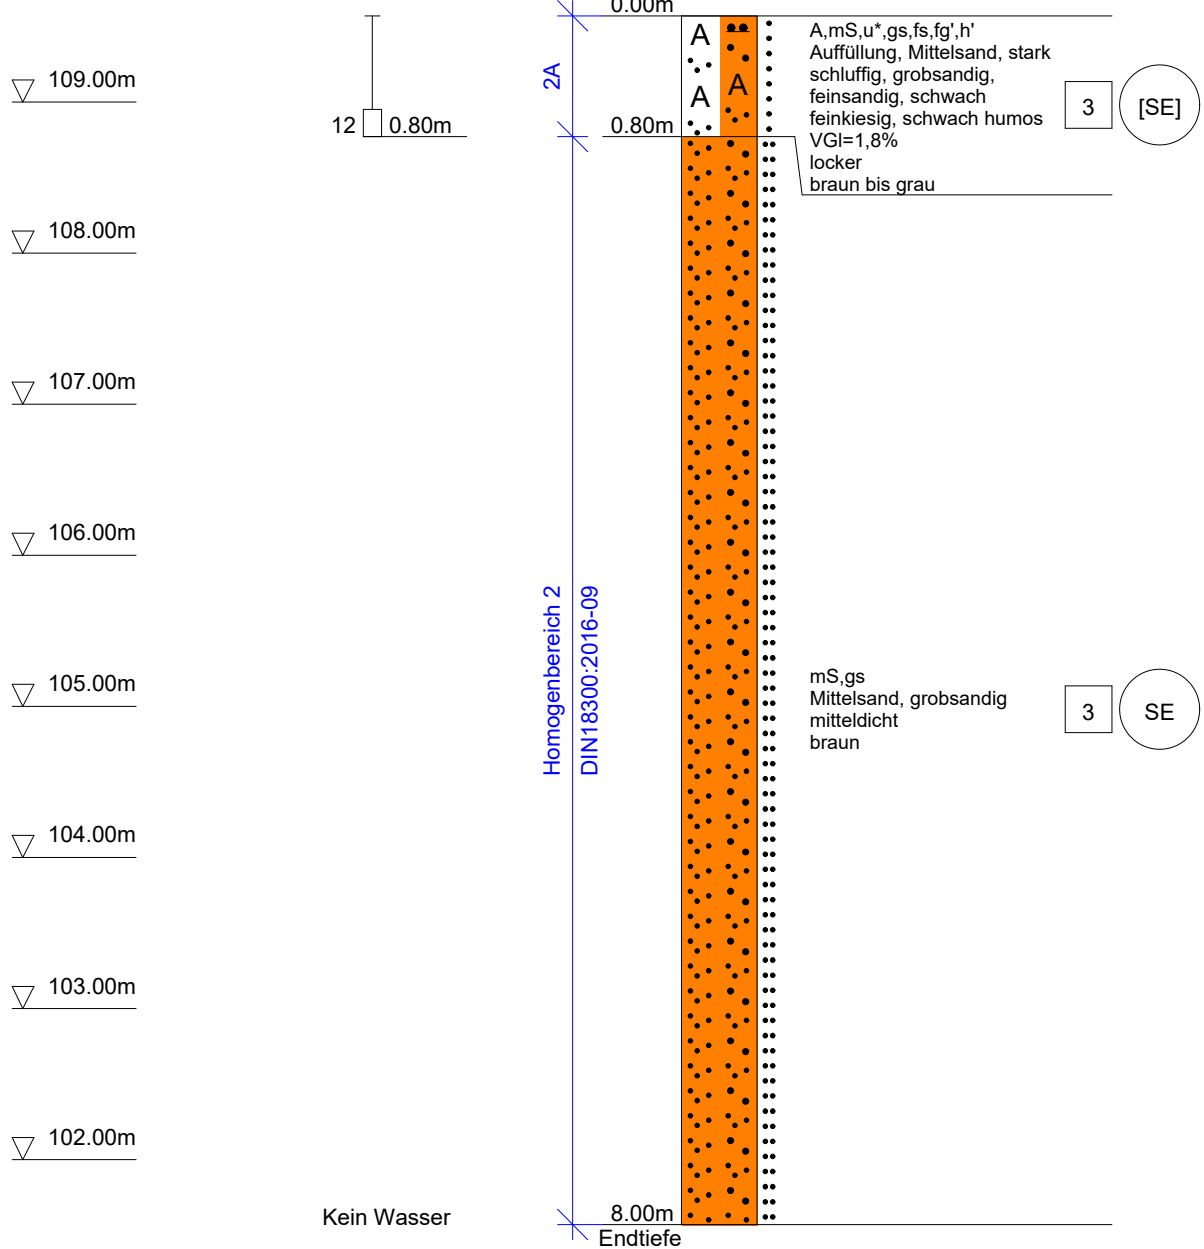 0.00m
109.00m
108.00m
107.00m
106.00m
105.00m
104.00m
103.00m
102.00m
12
0.80m
Kein Wasser
2A
Homogenbereich 2
DIN18300:2016-09
0.80m
8.00m
Endtiefe
A
A
A
A,mS,u*,gs,fs,fg',h'
Auffüllung, Mittelsand, stark
schluffig, grobsandig,
feinsandig, schwach
feinkiesig, schwach humos
VGl=1,8%
locker
braun bis grau
3
[SE]
mS,gs
Mittelsand, grobsandig
mitteldicht
braun
3
SE